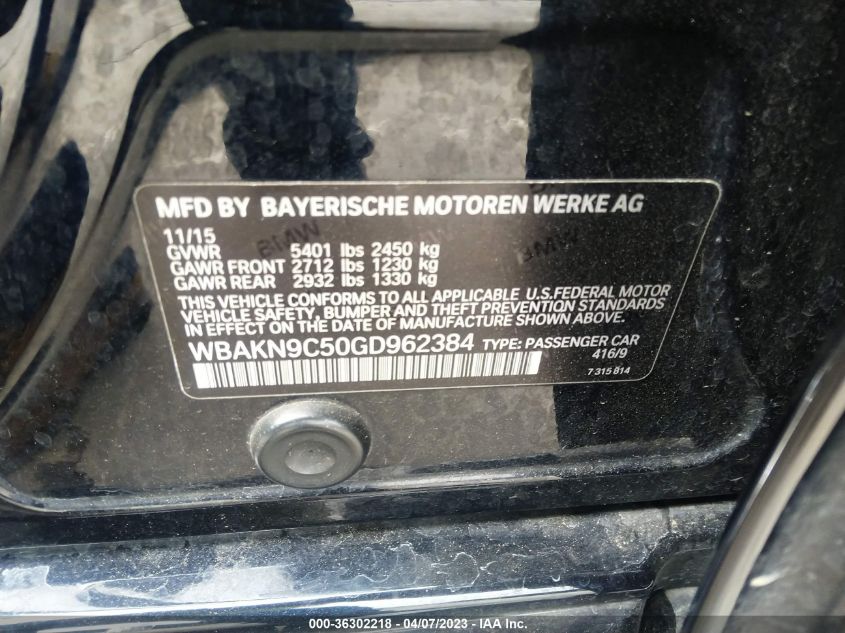 MFD BY BAYERISCHE MOTOREN WERKE AG
11/15
GVWR 5401 lbs 2450 kg
GAWR FRONT 2712 lbs 1230 kg
GAWR REAR 2932 lbs 1330 kg
THIS VEHICLE CONFORMS TO ALL APPLICABLE U.S.FEDERAL MOTOR
VEHICLE SAFETY, BUMPER AND THEFT PREVENTION STANDARDS
IN EFFECT ON THE DATE OF MANUFACTURE SHOWN ABOVE.
WBAKN9C50GD962384 TYPE: PASSENGER CAR
416/9
7 315 814
BMW
BMW
000-36302218 - 04/07/2023 - IAA Inc.